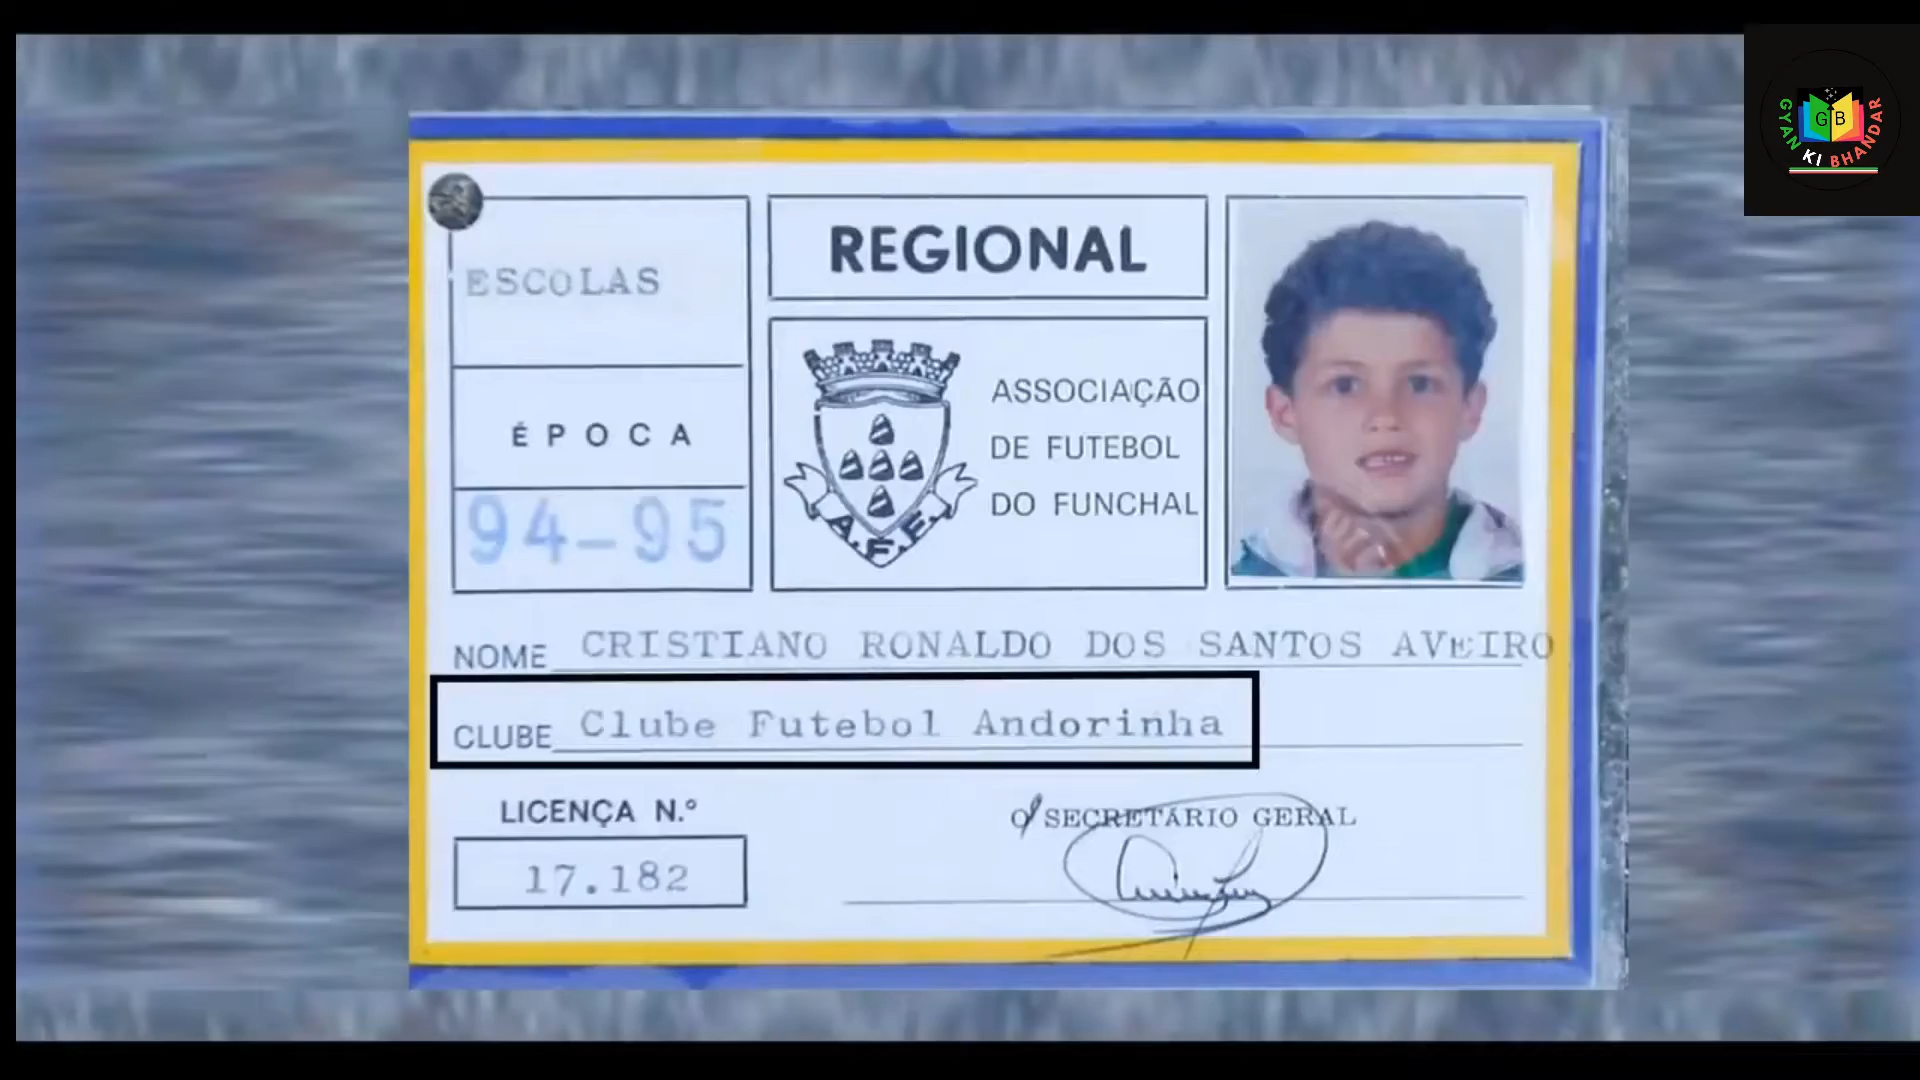 ESCOLAS
ÉPOCA
94-95
REGIONAL
A.F.F.
ASSOCIAÇÃO
DE FUTEBOL
DO FUNCHAL
NOME CRISTIANO RONALDO DOS SANTOS AVEIRO
CLUBE Clube Futebol Andorinha
LICENÇA N.º
17.182
O SECRETÁRIO GERAL
GYAN KI BHANDAR
GB